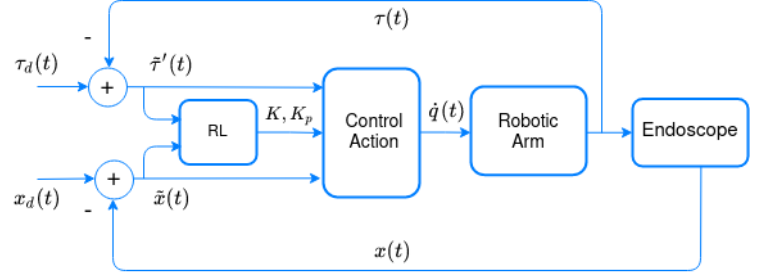 τ(t)
-
τ_d(t)
+
τ̃′(t)
RL
K, K_p
Control
Action
q̇(t)
Robotic
Arm
Endoscope
+
x_d(t)
-
x̃(t)
x(t)